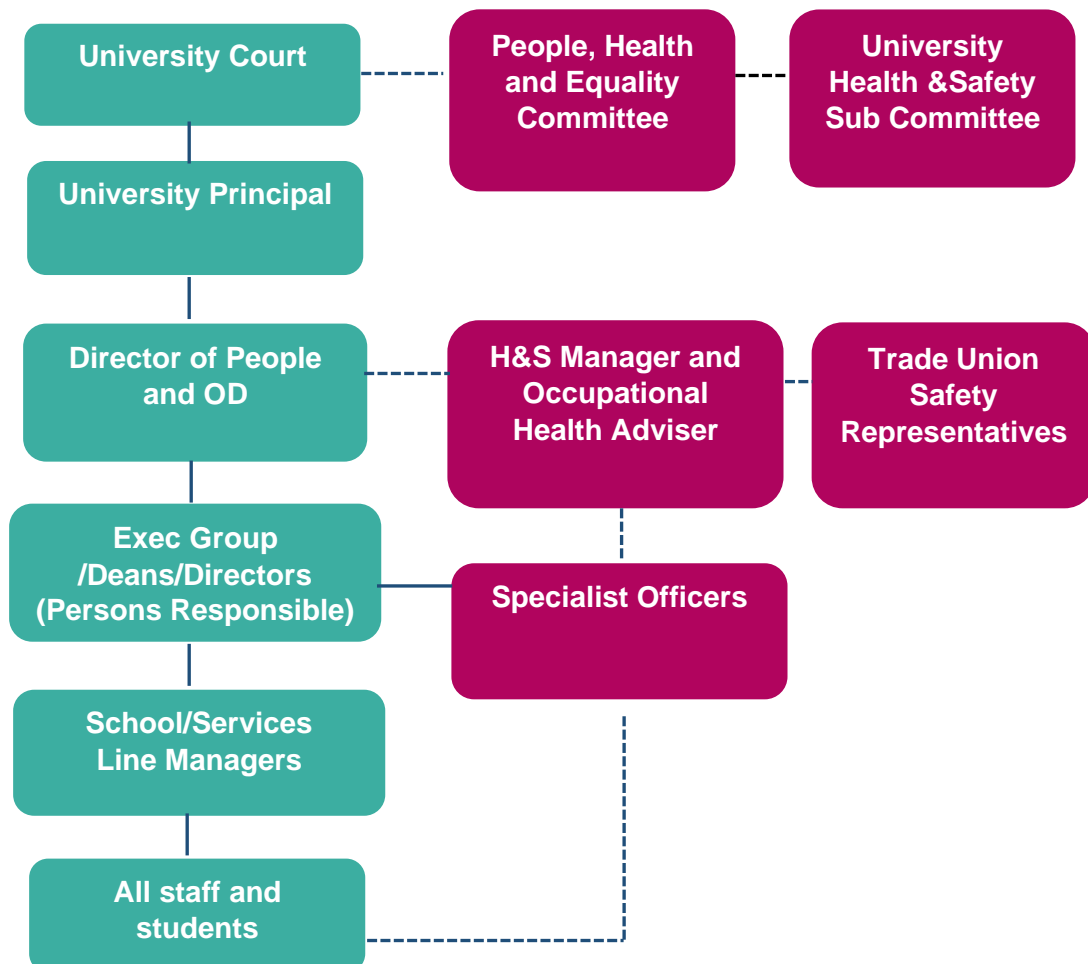 University Court
People, Health
and Equality
Committee
University
Health &Safety
Sub Committee
University Principal
Director of People
and OD
H&S Manager and
Occupational
Health Adviser
Trade Union
Safety
Representatives
Exec Group
/Deans/Directors
(Persons Responsible)
Specialist Officers
School/Services
Line Managers
All staff and
students